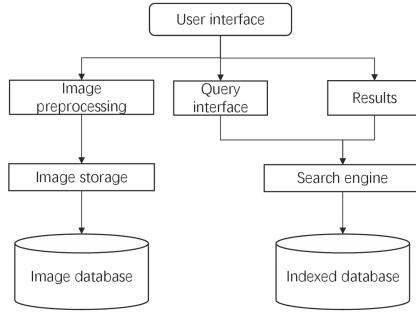 User interface
Image
preprocessing
Query
interface
Results
Image storage
Search engine
Image database
Indexed database